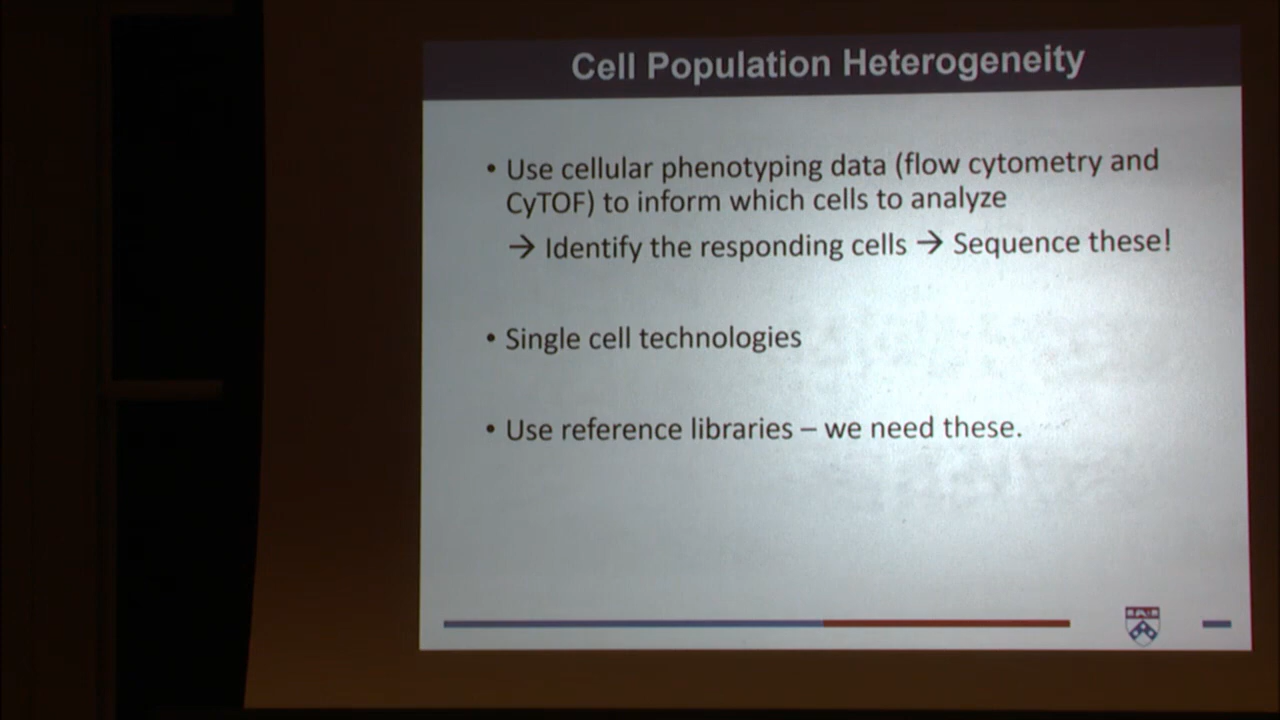 Cell Population Heterogeneity
• Use cellular phenotyping data (flow cytometry and
CyTOF) to inform which cells to analyze
→ Identify the responding cells → Sequence these!
• Single cell technologies
• Use reference libraries – we need these.